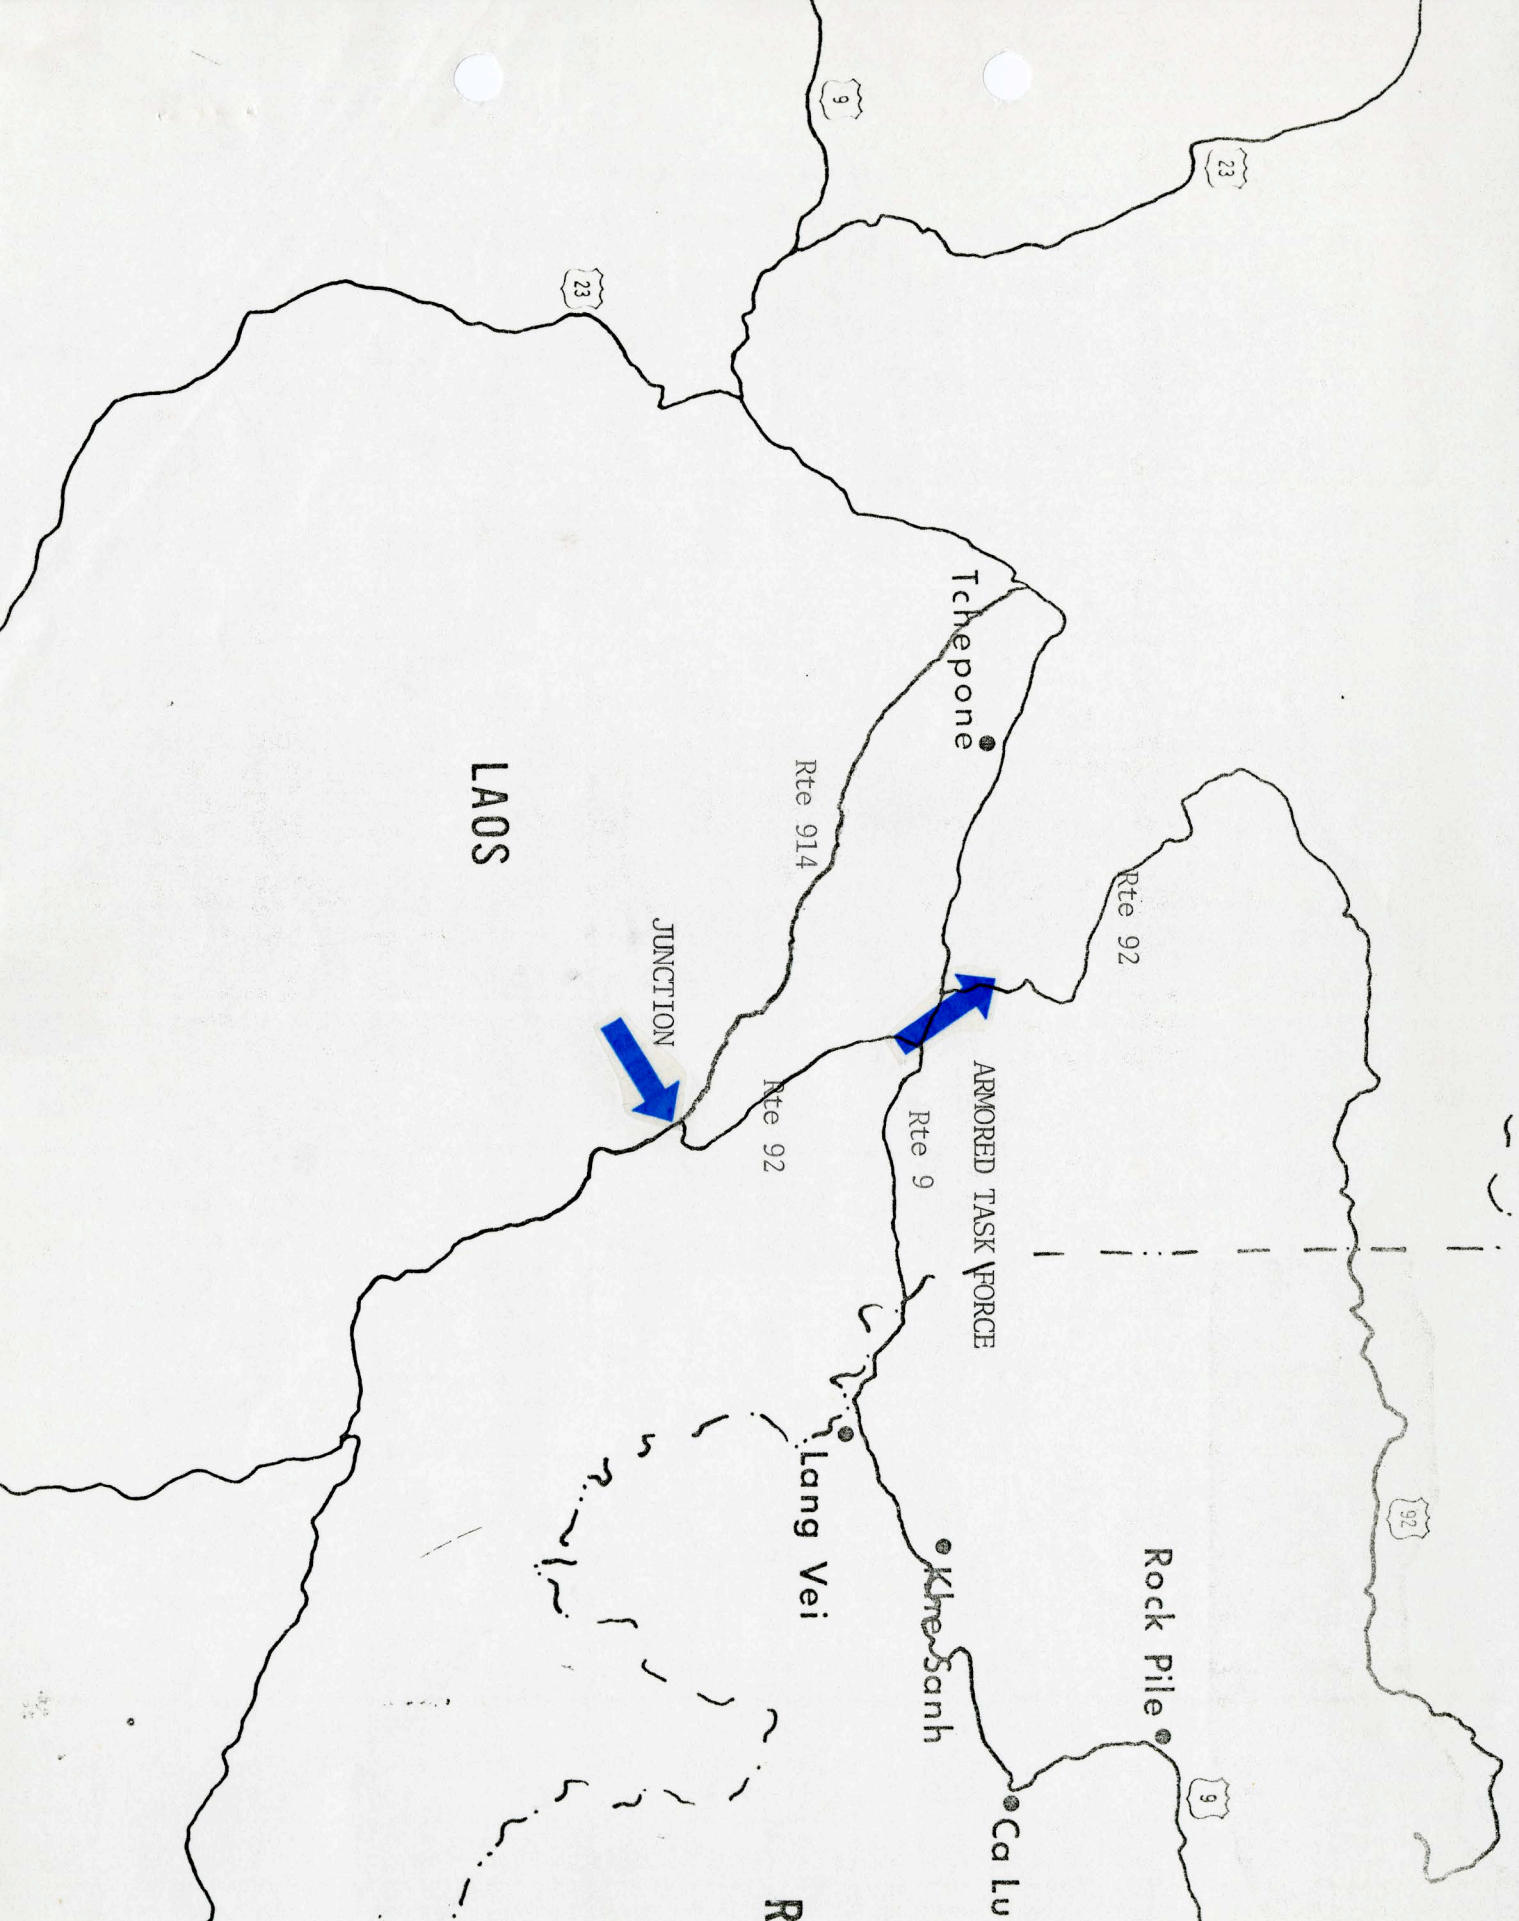 23
9
23
92
Rte 92
Rock Pile
9
Tchepone
ARMORED TASK FORCE
Rte 9
Khe Sanh
Ca Lu
Rte 914
Rte 92
Lang Vei
JUNCTION
LAOS
R